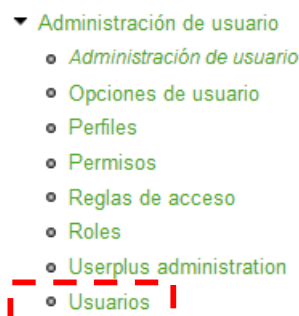 Administración de usuario
Administración de usuario
Opciones de usuario
Perfiles
Permisos
Reglas de acceso
Roles
Userplus administration
Usuarios